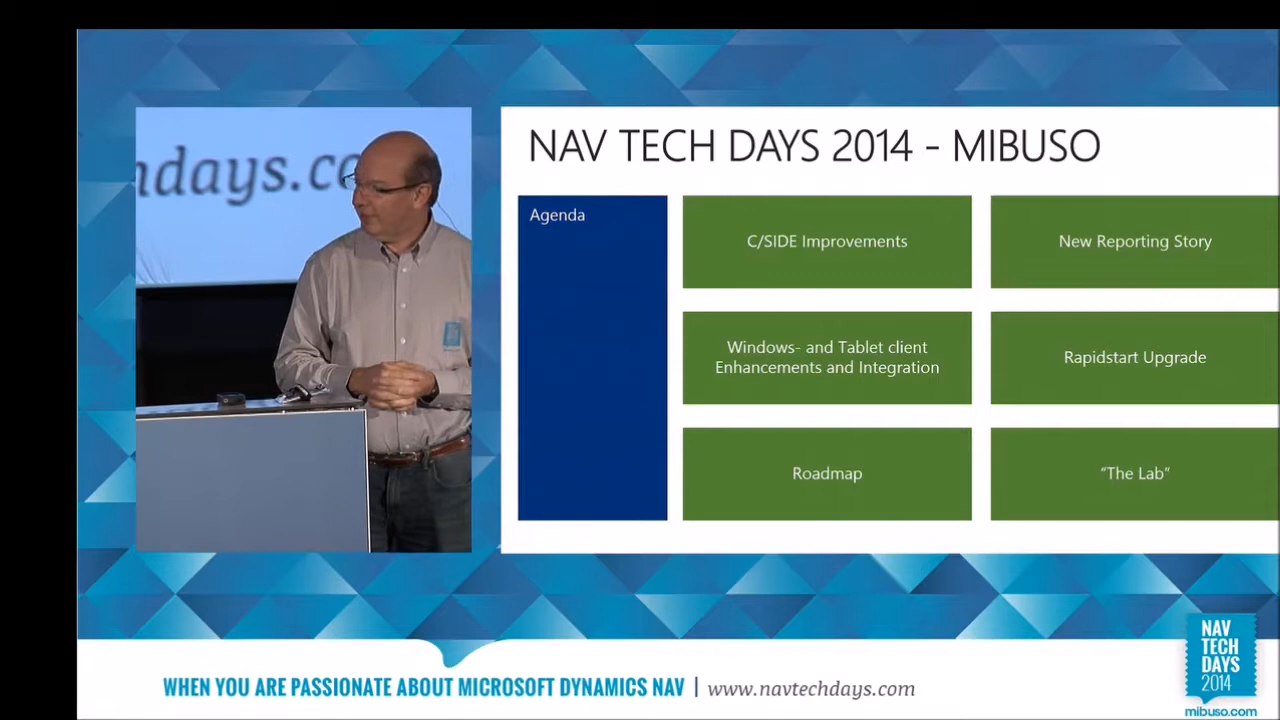 ndays.co
NAV TECH DAYS 2014 - MIBUSO
Agenda
C/SIDE Improvements
New Reporting Story
Windows- and Tablet client
Enhancements and Integration
Rapidstart Upgrade
Roadmap
“The Lab”
WHEN YOU ARE PASSIONATE ABOUT MICROSOFT DYNAMICS NAV | www.navtechdays.com
NAV
TECH
DAYS
2014
mibuso.com